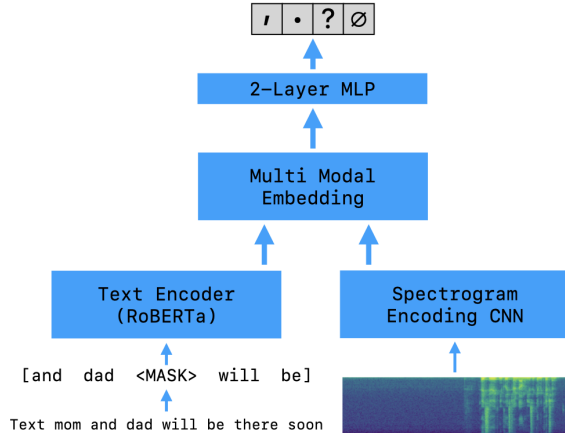 , . ? ∅
2–Layer MLP
Multi Modal
Embedding
Text Encoder
(RoBERTa)
Spectrogram
Encoding CNN
[and dad <MASK> will be]
Text mom and dad will be there soon